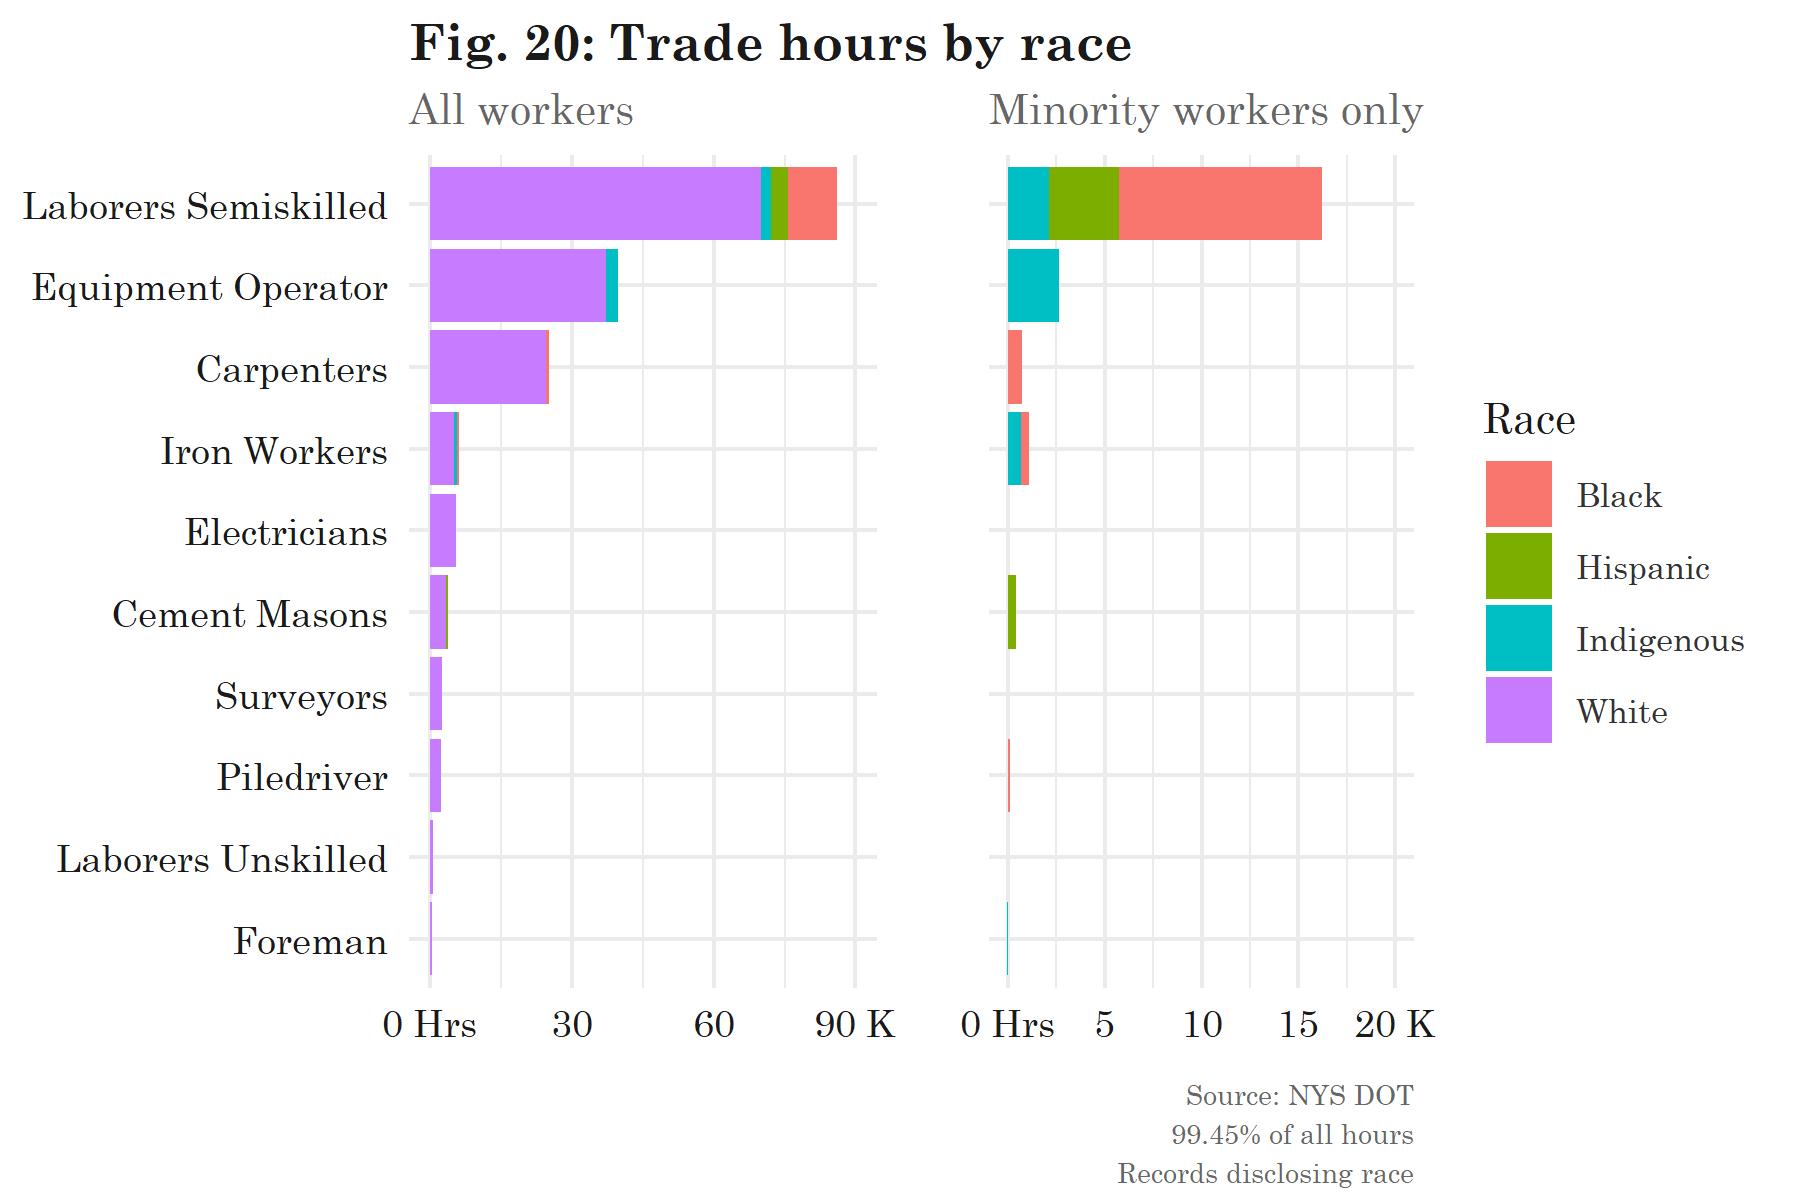 Fig. 20: Trade hours by race
All workers
Minority workers only
Laborers Semiskilled
Equipment Operator
Carpenters
Iron Workers
Electricians
Cement Masons
Surveyors
Piledriver
Laborers Unskilled
Foreman
0 Hrs 30 60 90 K
0 Hrs 5 10 15 20 K
Race
Black
Hispanic
Indigenous
White
Source: NYS DOT
99.45% of all hours
Records disclosing race